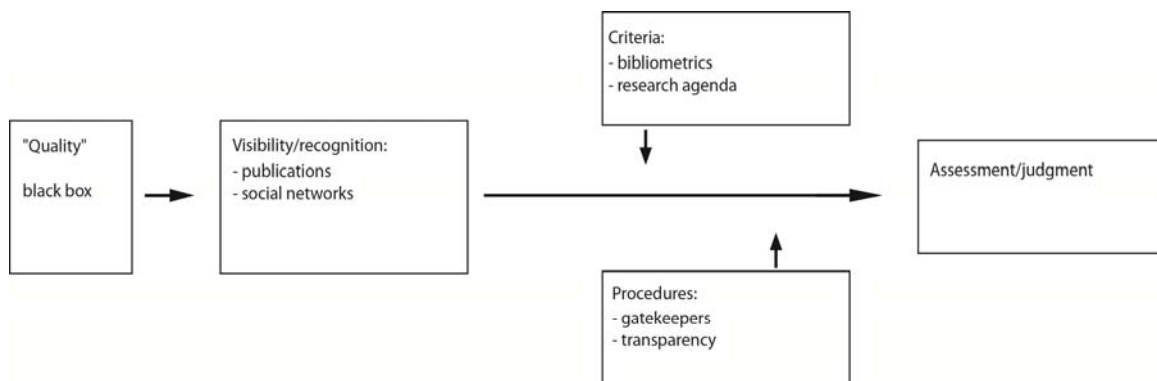 "Quality"
black box
Visibility/recognition:
- publications
- social networks
Criteria:
- bibliometrics
- research agenda
Procedures:
- gatekeepers
- transparency
Assessment/judgment